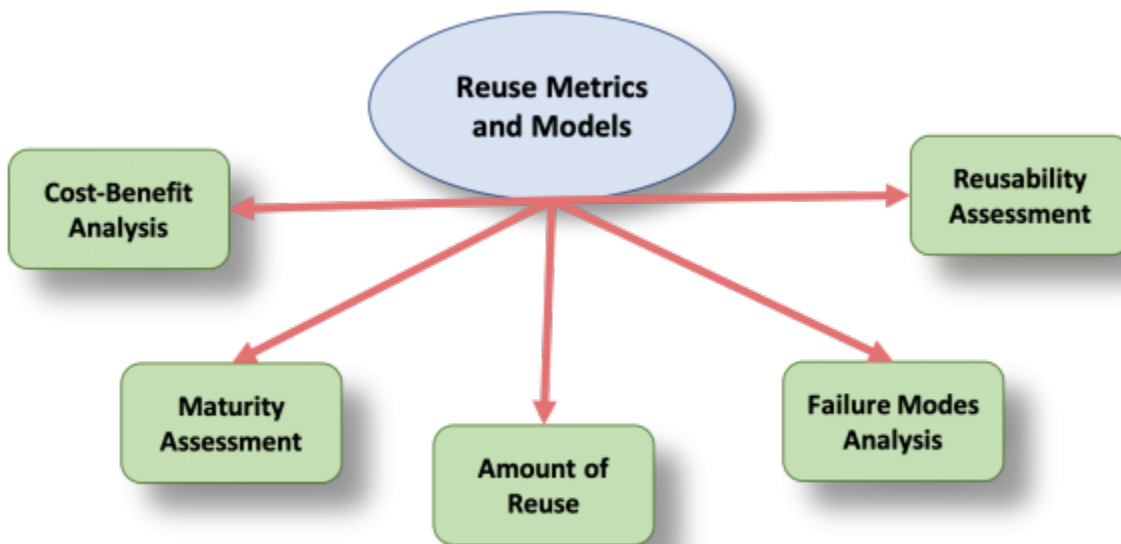 Reuse Metrics
and Models
Cost-Benefit
Analysis
Reusability
Assessment
Maturity
Assessment
Amount of
Reuse
Failure Modes
Analysis